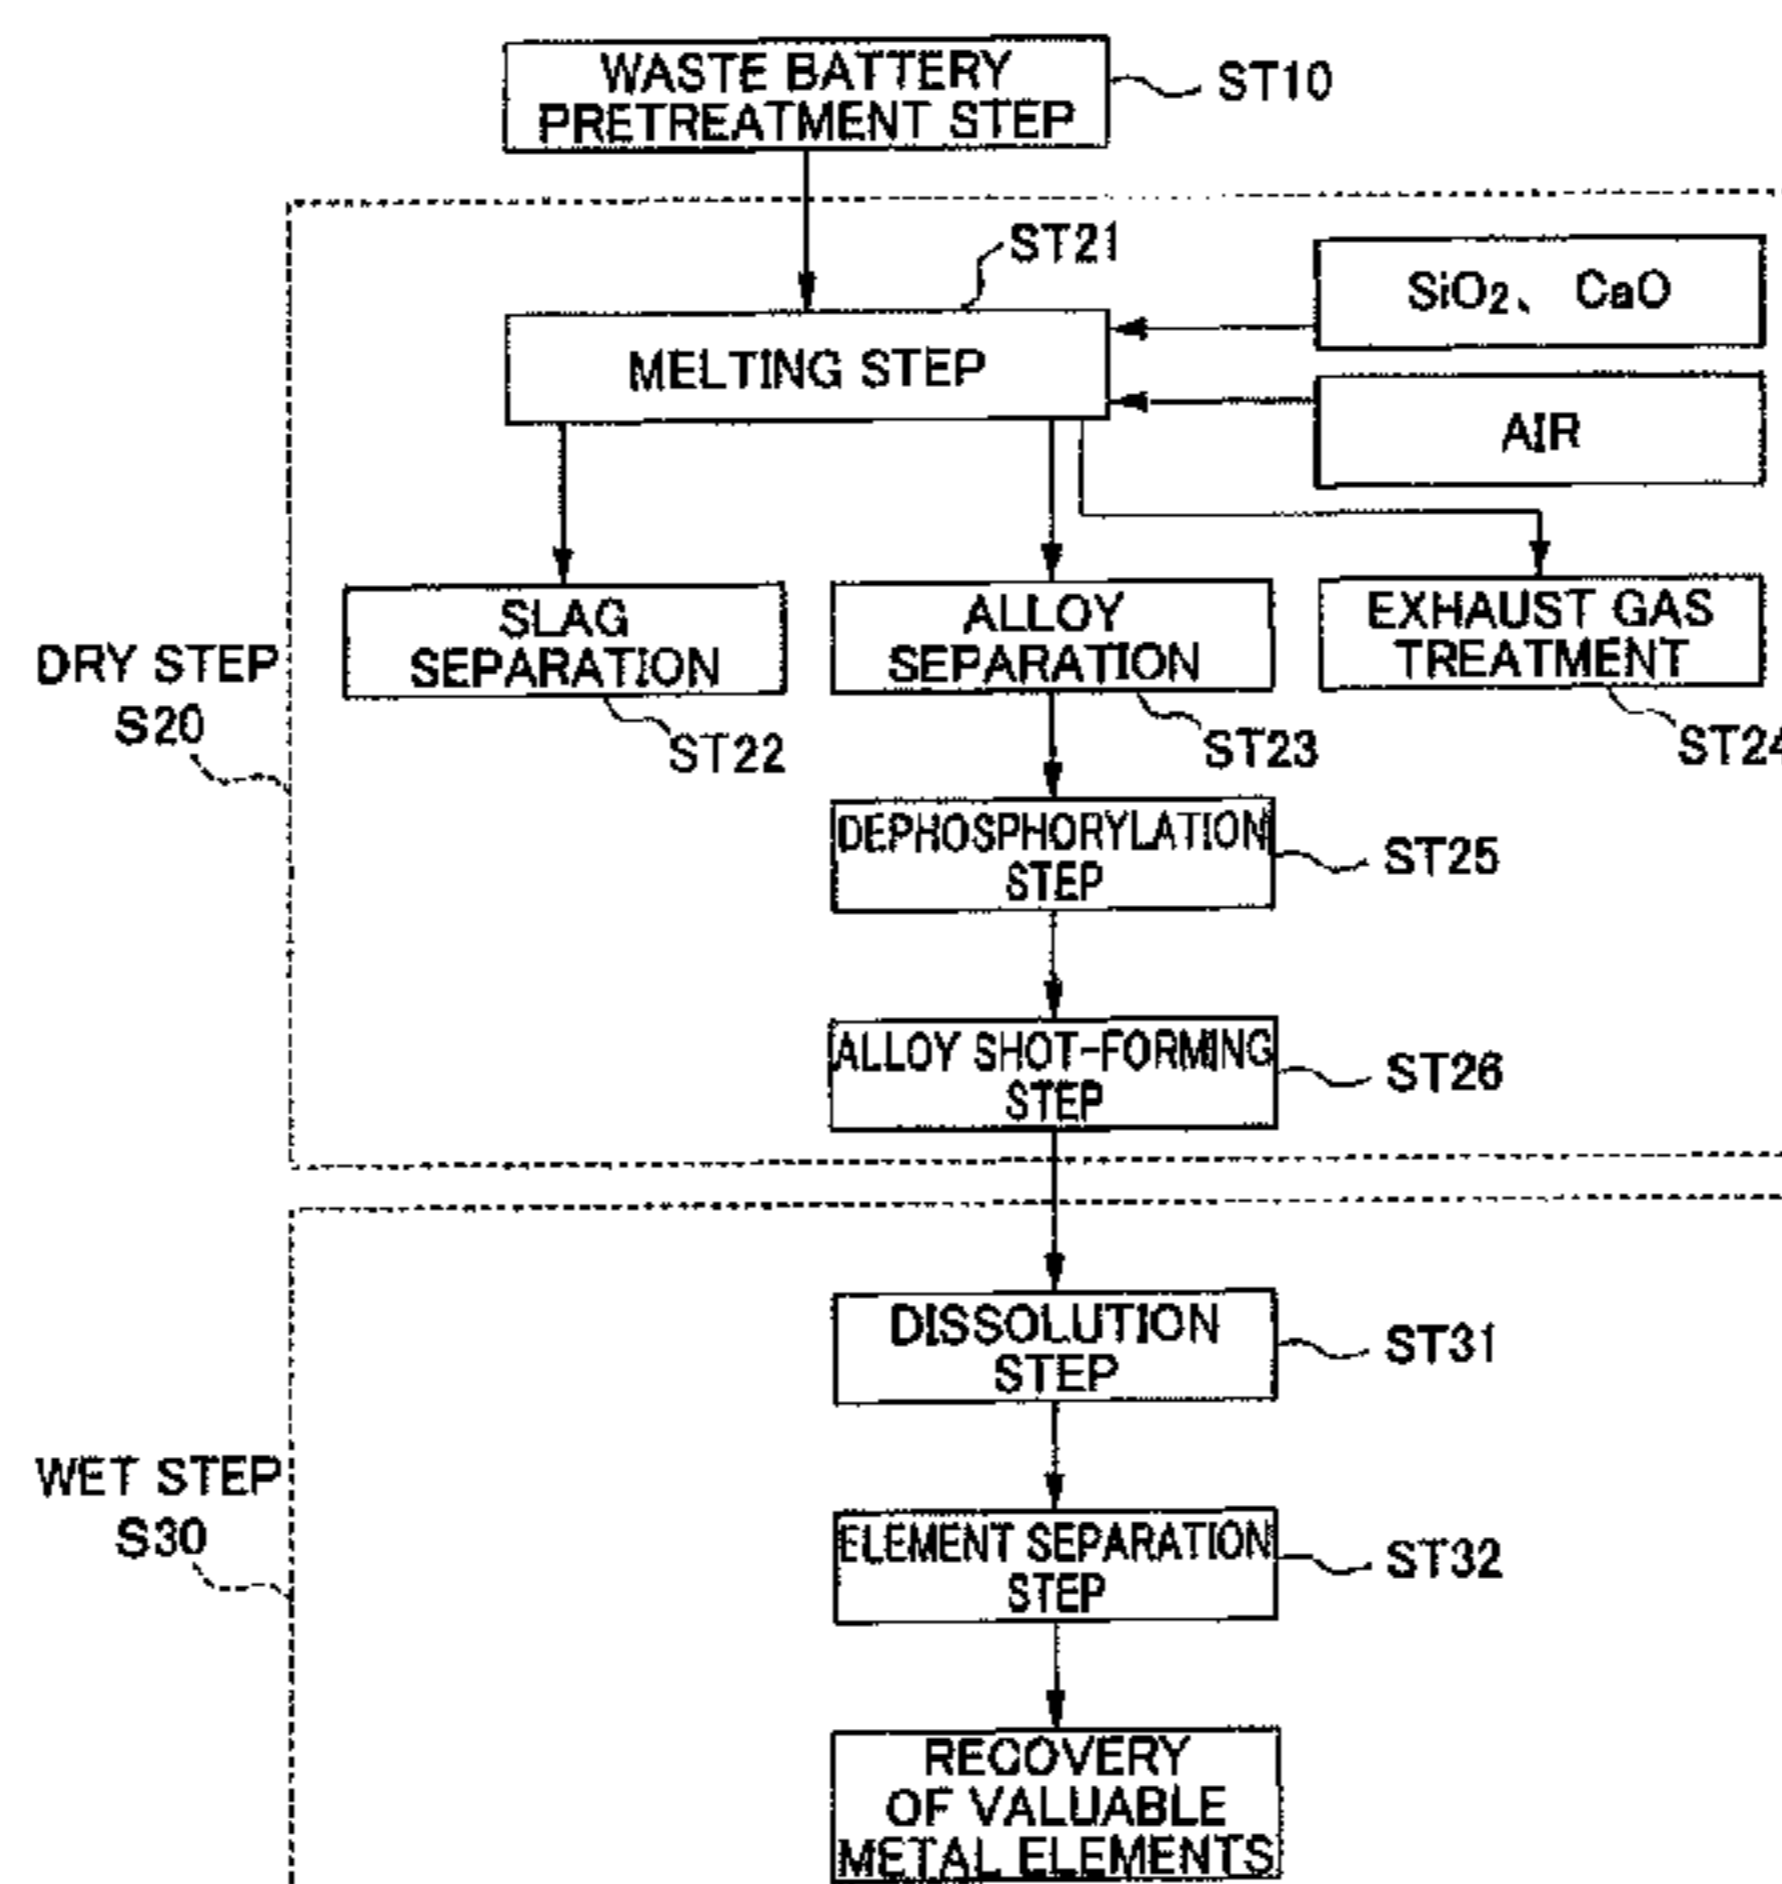 WASTE BATTERY
PRETREATMENT STEP
ST10
ST21
SiO₂、 CaO
MELTING STEP
AIR
SLAG
SEPARATION
ALLOY
SEPARATION
EXHAUST GAS
TREATMENT
DRY STEP
S20
ST22
ST23
ST24
DEPHOSPHORYLATION
STEP
ST25
ALLOY SHOT-FORMING
STEP
ST26
DISSOLUTION
STEP
ST31
WET STEP
S30
ELEMENT SEPARATION
STEP
ST32
RECOVERY
OF VALUABLE
METAL ELEMENTS